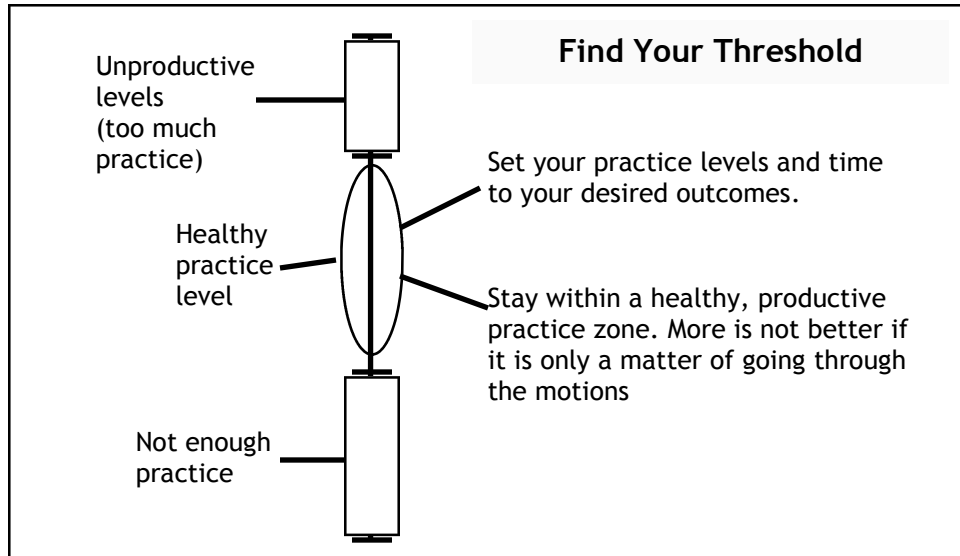 Find Your Threshold
Unproductive
levels
(too much
practice)
Set your practice levels and time
to your desired outcomes.
Healthy
practice
level
Stay within a healthy, productive
practice zone. More is not better if
it is only a matter of going through
the motions
Not enough
practice